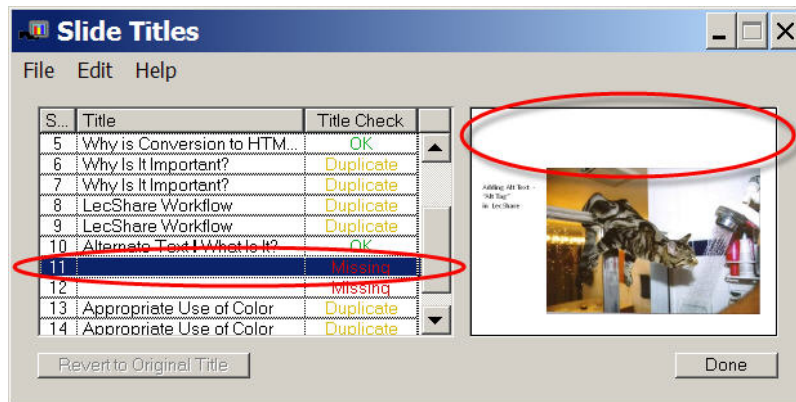 Slide Titles
File Edit Help
S... Title Title Check
5 Why is Conversion to HTM... OK
6 Why Is It Important? Duplicate
7 Why Is It Important? Duplicate
8 LecShare Workflow Duplicate
9 LecShare Workflow Duplicate
10 Alternate Text | What Is It? OK
11 Missing
12 Missing
13 Appropriate Use of Color Duplicate
14 Appropriate Use of Color Duplicate
Adding Alt Text -
"Alt Tag"
in LecShare
Revert to Original Title
Done